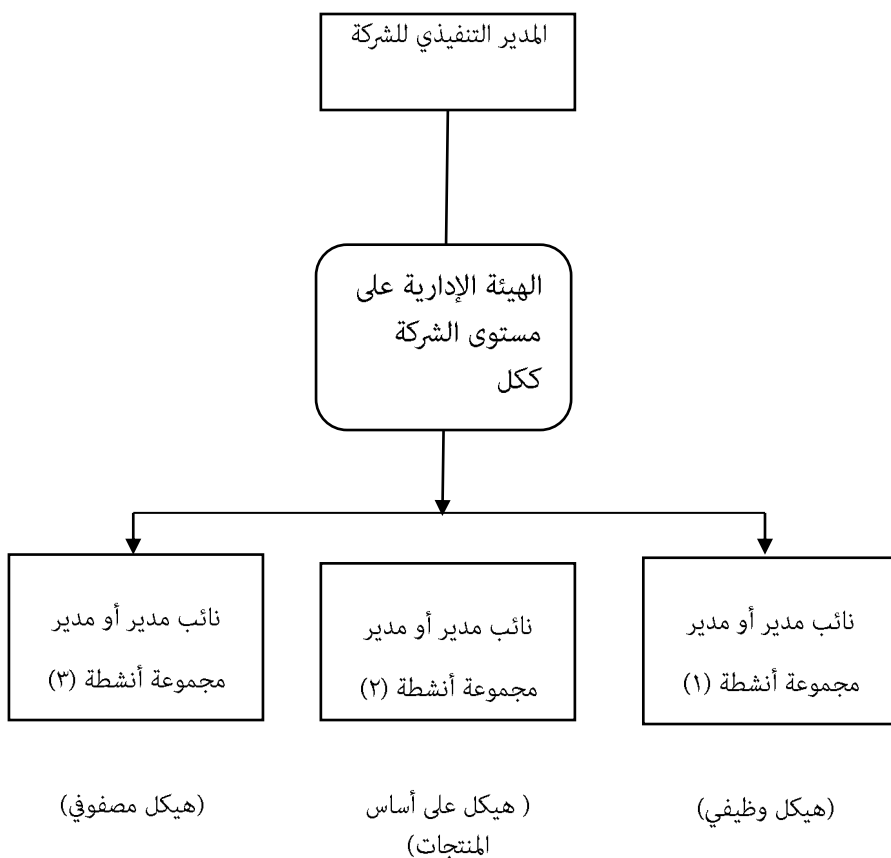 المدير التنفيذي للشركة
الهيئة الإدارية على
مستوى الشركة
ككل
نائب مدير أو مدير
مجموعة أنشطة (١)
نائب مدير أو مدير
مجموعة أنشطة (٢)
نائب مدير أو مدير
مجموعة أنشطة (٣)
(هيكل وظيفي)
( هيكل على أساس
المنتجات)
(هيكل مصفوفي)